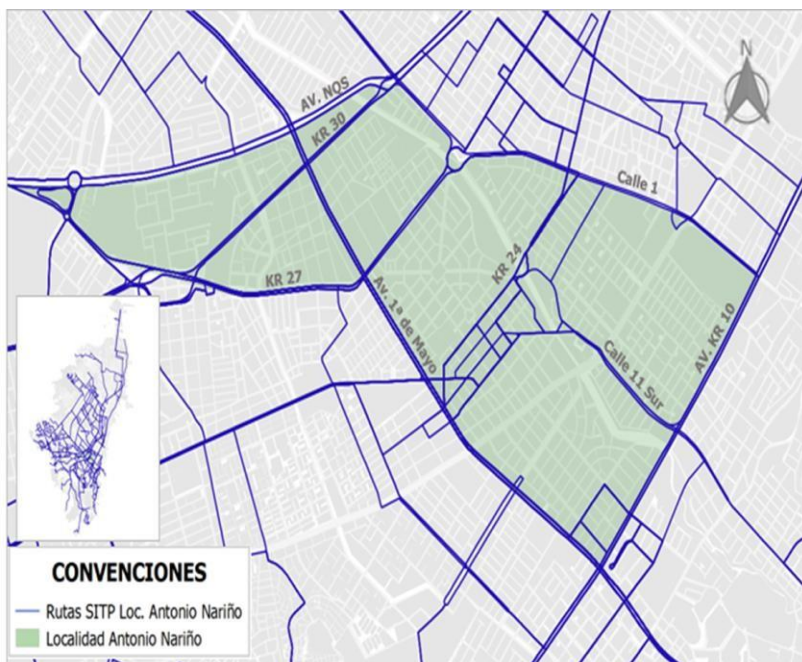 N
AV. NQS
KR 30
Calle 1
KR 24
KR 27
Av. 1ª de Mayo
AV. KR 10
Calle 11 Sur
CONVENCIONES
Rutas SITP Loc. Antonio Nariño
Localidad Antonio Nariño